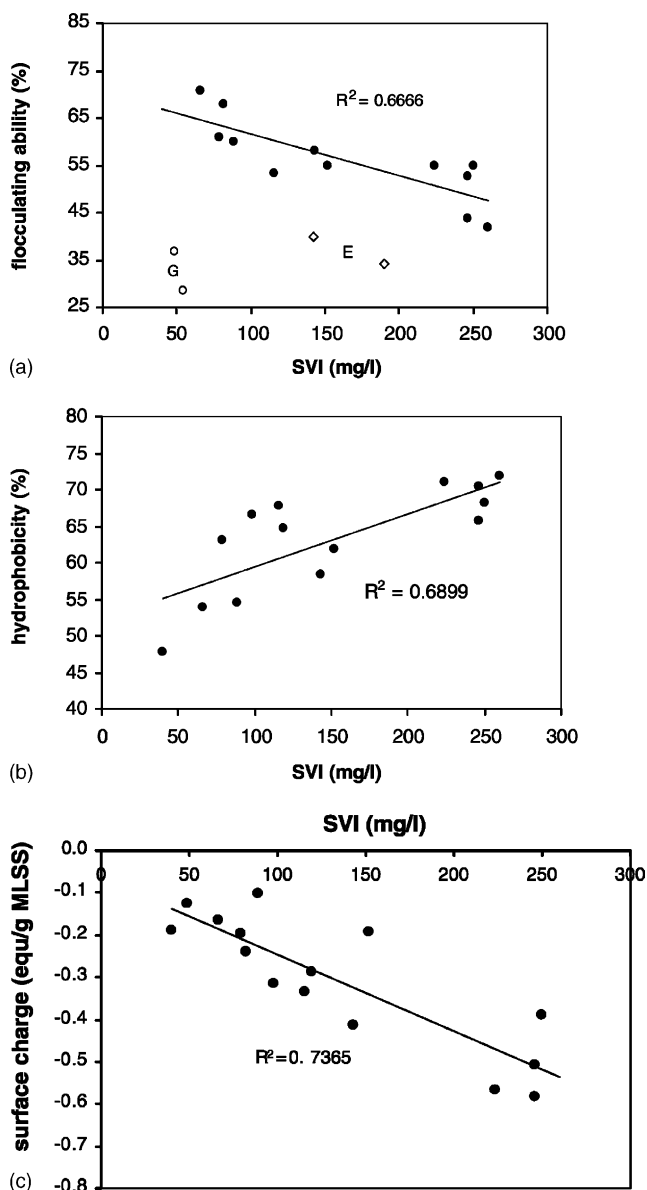 85
75
65
55
45
35
25
flocculating ability (%)
R² = 0.6666
G
E
0 50 100 150 200 250 300
SVI (mg/l)
(a)
80
75
70
65
60
55
50
45
40
hydrophobicity (%)
R² = 0.6899
0 50 100 150 200 250 300
SVI (mg/l)
(b)
SVI (mg/l)
0 50 100 150 200 250 300
0.0
-0.1
-0.2
-0.3
-0.4
-0.5
-0.6
-0.7
-0.8
surface charge (equ/g MLSS)
R²= 0. 7365
(c)